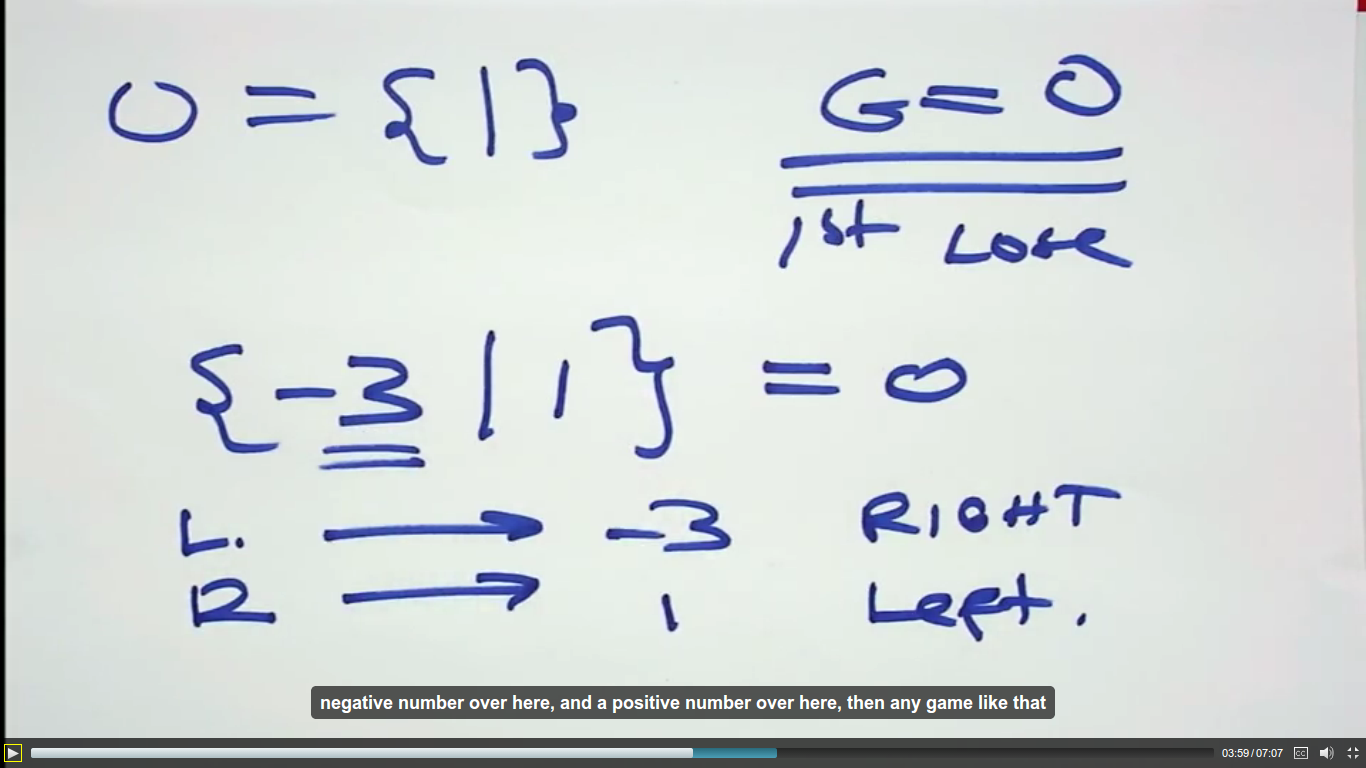 0 = { | } G = 0
1st Lose
{ -3 | 1 } = 0
L. → -3 RIGHT
R → 1 Left.
negative number over here, and a positive number over here, then any game like that
03:59/07:07 CC